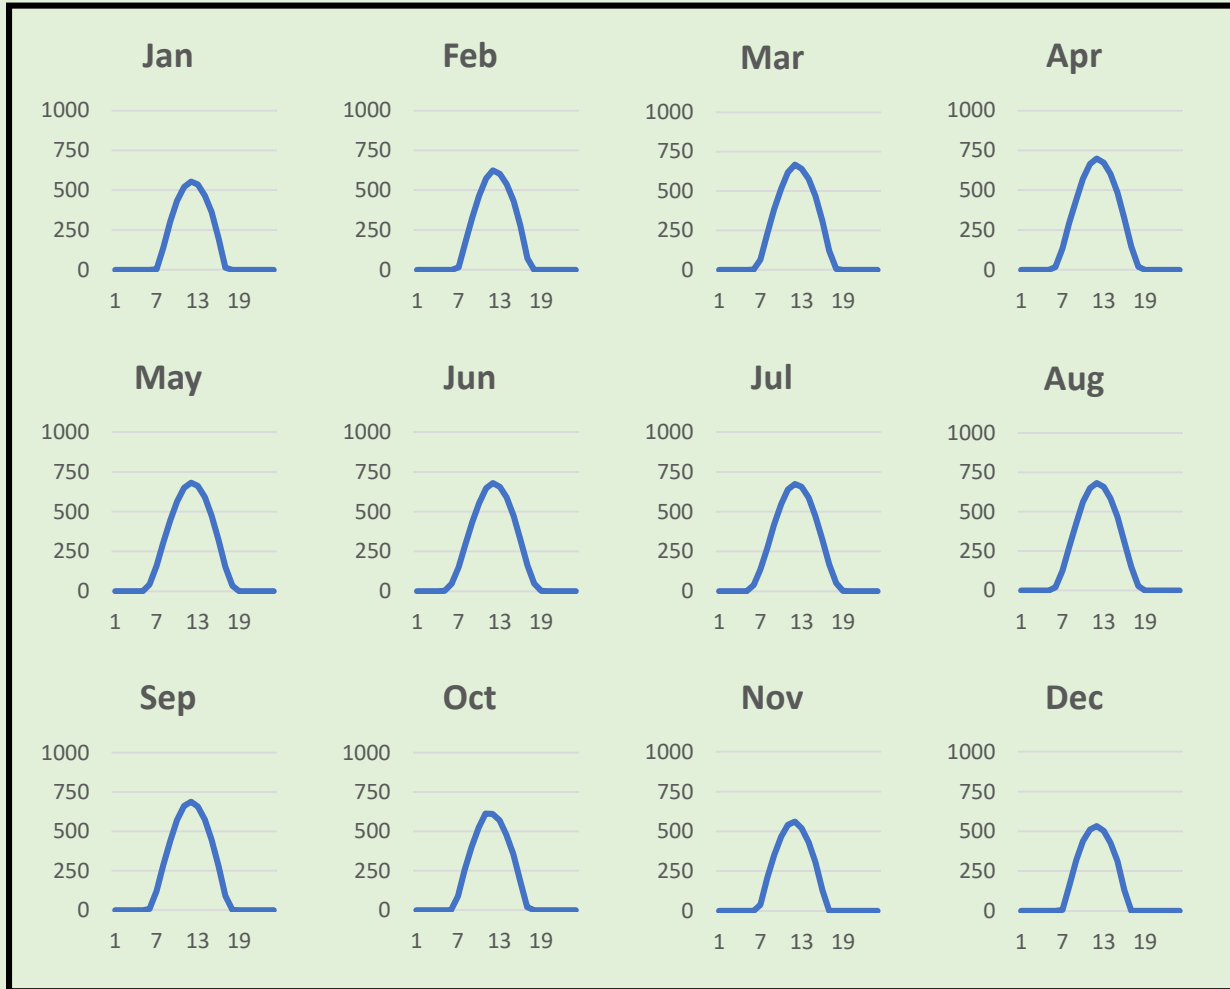 Jan Feb Mar Apr
1000 1000 1000 1000
750 750 750 750
500 500 500 500
250 250 250 250
0 0 0 0
1 7 13 19 1 7 13 19 1 7 13 19 1 7 13 19
May Jun Jul Aug
1000 1000 1000 1000
750 750 750 750
500 500 500 500
250 250 250 250
0 0 0 0
1 7 13 19 1 7 13 19 1 7 13 19 1 7 13 19
Sep Oct Nov Dec
1000 1000 1000 1000
750 750 750 750
500 500 500 500
250 250 250 250
0 0 0 0
1 7 13 19 1 7 13 19 1 7 13 19 1 7 13 19